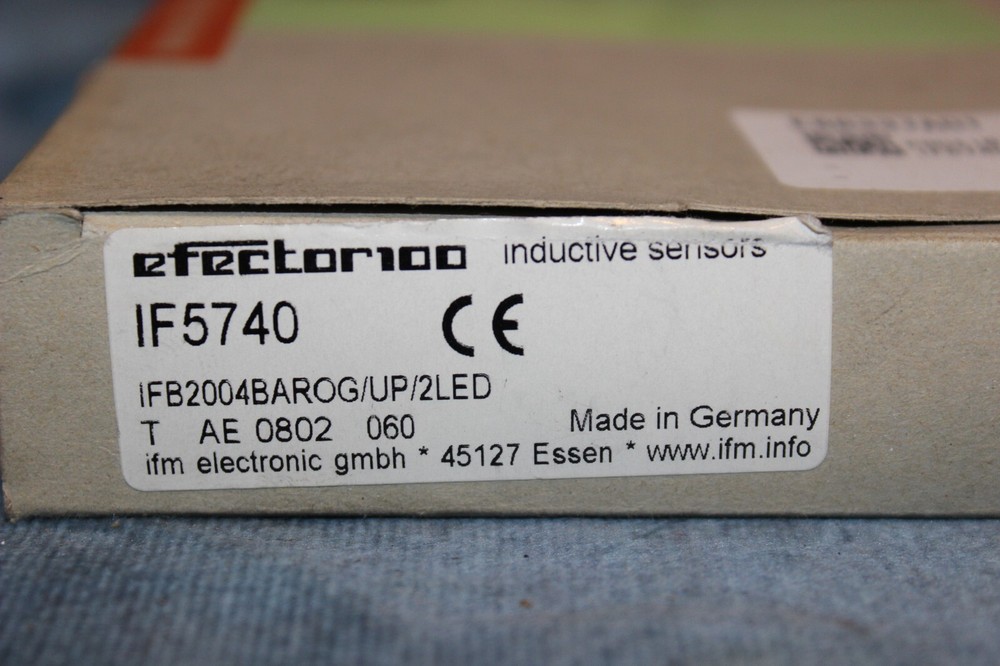 efector100 inductive sensors
IF5740 CE
IFB2004BAROG/UP/2LED
T AE 0802 060 Made in Germany
ifm electronic gmbh * 45127 Essen * www.ifm.info